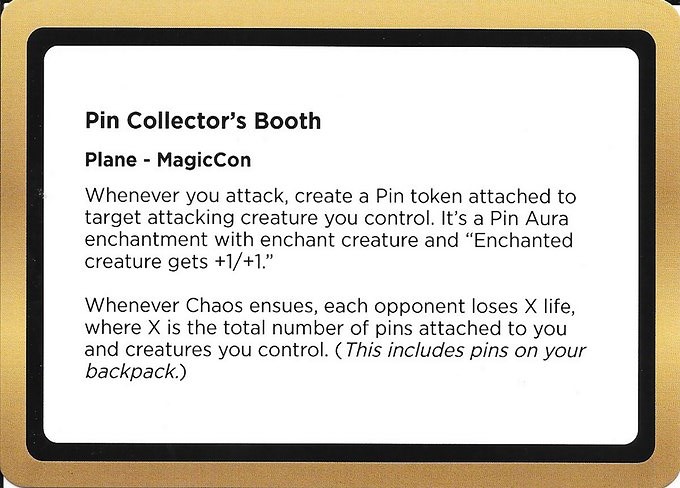 Pin Collector's Booth
Plane - MagicCon
Whenever you attack, create a Pin token attached to
target attacking creature you control. It's a Pin Aura
enchantment with enchant creature and “Enchanted
creature gets +1/+1.”
Whenever Chaos ensues, each opponent loses X life,
where X is the total number of pins attached to you
and creatures you control. (This includes pins on your
backpack.)